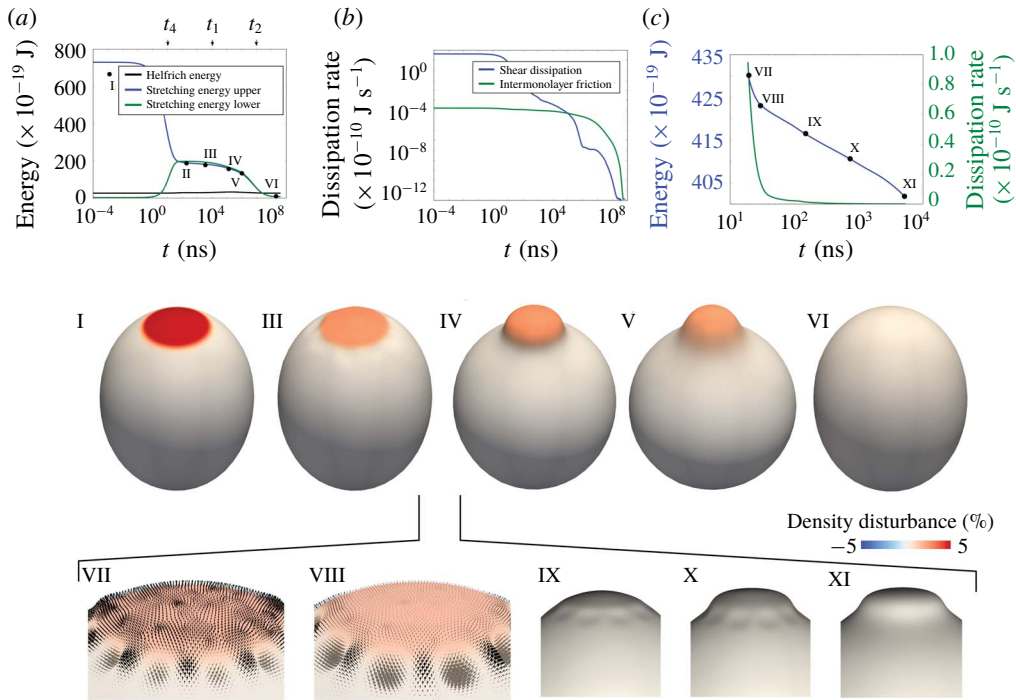 (a)
t4 t1 t2
Energy (× 10−19 J)
800
600
400
200
0
I
Helfrich energy
Stretching energy upper
Stretching energy lower
II
III
IV
V
VI
10−4 100 104 108
t (ns)
(b)
Dissipation rate
(× 10−10 J s−1)
100
10−4
10−8
10−12
Shear dissipation
Intermonolayer friction
10−4 100 104 108
t (ns)
(c)
Energy (× 10−19 J)
435
425
415
405
VII
VIII
IX
X
XI
1.0
0.8
0.6
0.4
0.2
0
Dissipation rate
(× 10−10 J s−1)
101 102 103 104
t (ns)
I III IV V VI
Density disturbance (%)
−5 5
VII VIII IX X XI